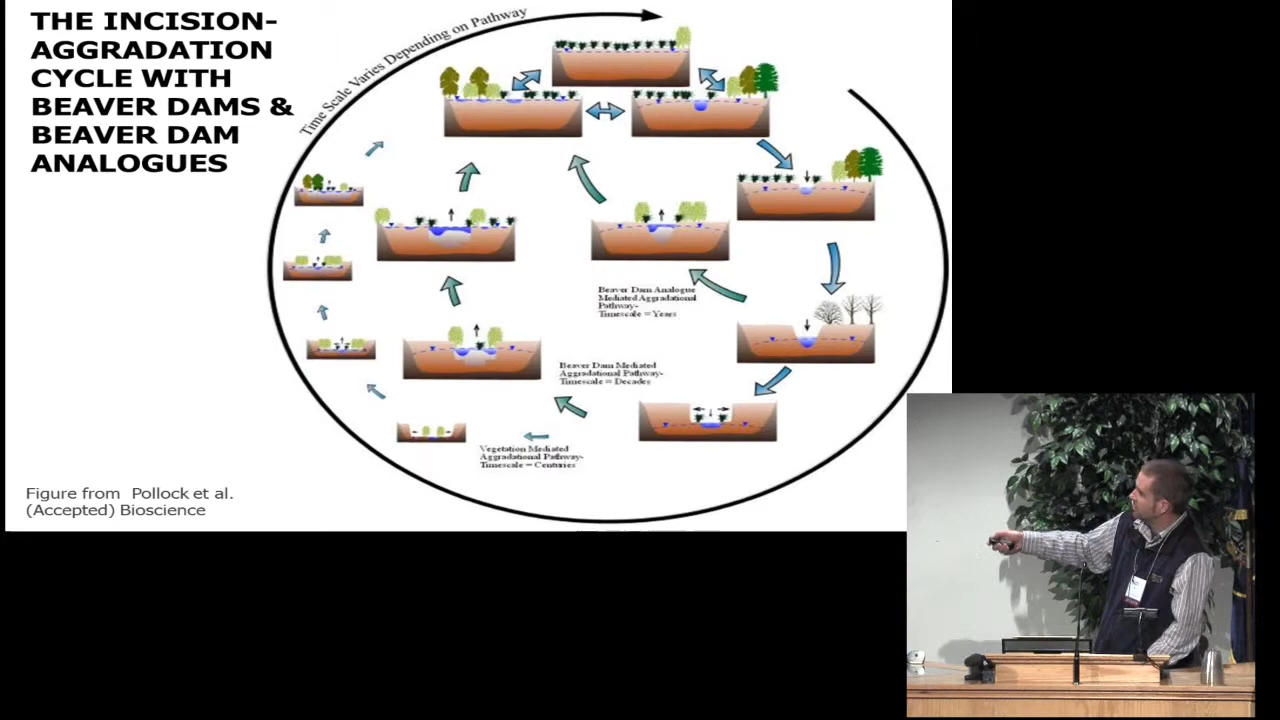 THE INCISION-
AGGRADATION
CYCLE WITH
BEAVER DAMS &
BEAVER DAM
ANALOGUES
Time Scale Varies Depending on Pathway
Beaver Dam Analogue
Mediated Aggradational
Pathway-
Timescale = Years
Beaver Dam Mediated
Aggradational Pathway-
Timescale = Decades
Vegetation Mediated
Aggradational Pathway-
Timescale = Centuries
Figure from Pollock et al.
(Accepted) Bioscience